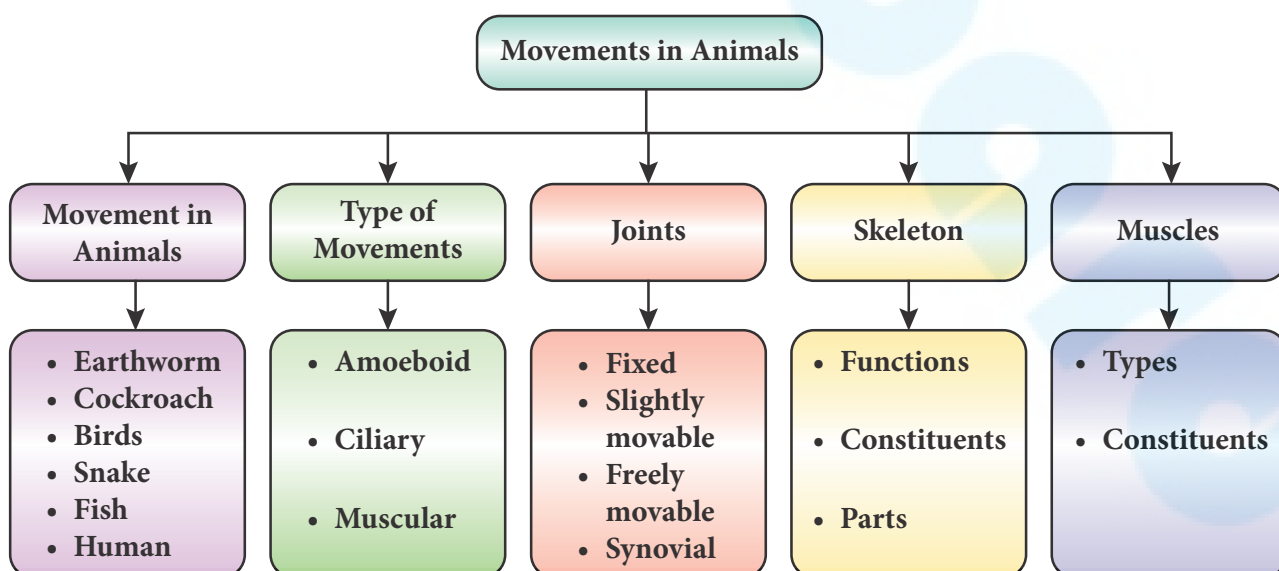 Movements in Animals
Movement in
Animals
Type of
Movements
Joints
Skeleton
Muscles
• Earthworm
• Cockroach
• Birds
• Snake
• Fish
• Human
• Amoeboid
• Ciliary
• Muscular
• Fixed
• Slightly
movable
• Freely
movable
• Synovial
• Functions
• Constituents
• Parts
• Types
• Constituents